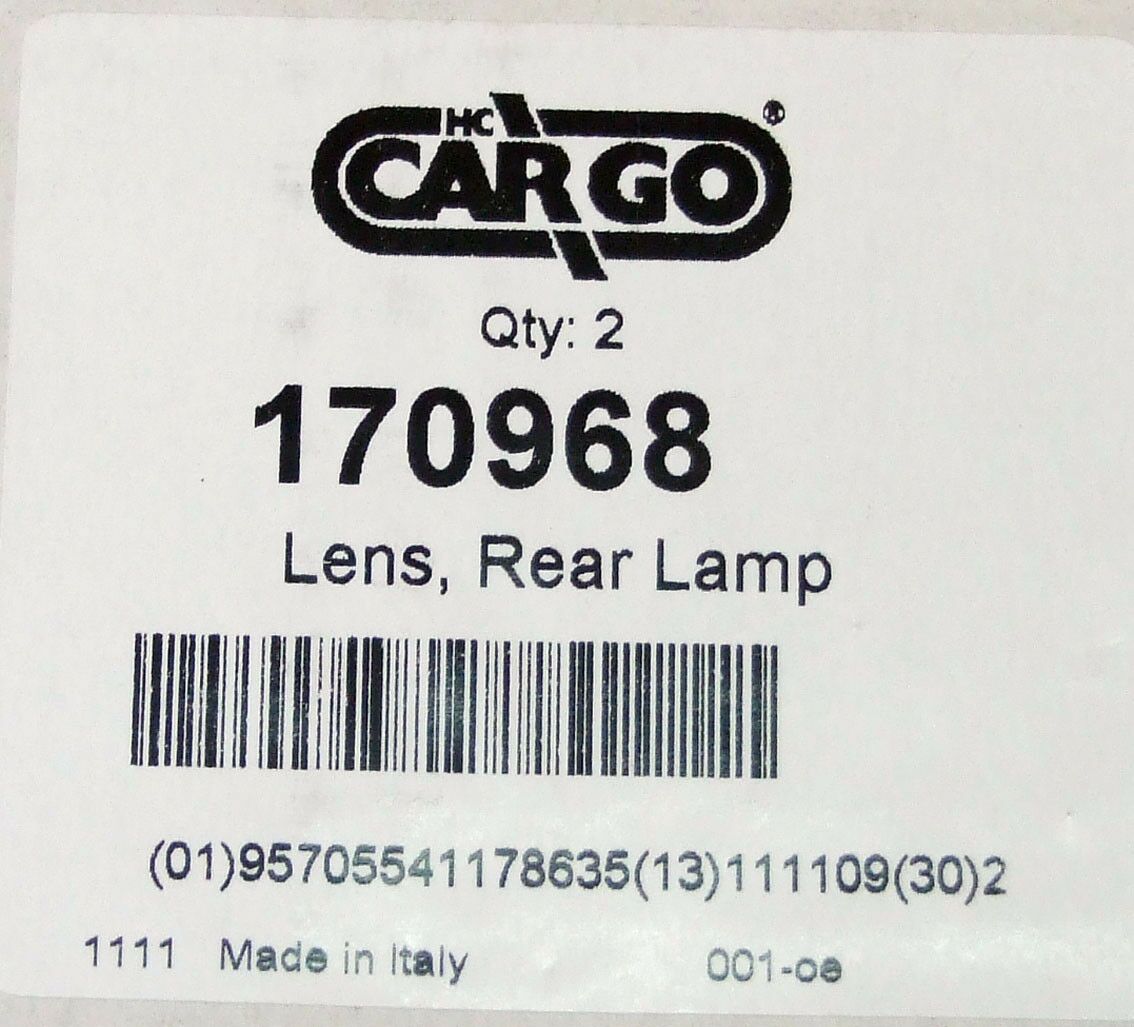 HC
CARGO®
Qty: 2
170968
Lens, Rear Lamp
(01)95705541178635(13)111109(30)2
1111 Made in Italy 001-oe